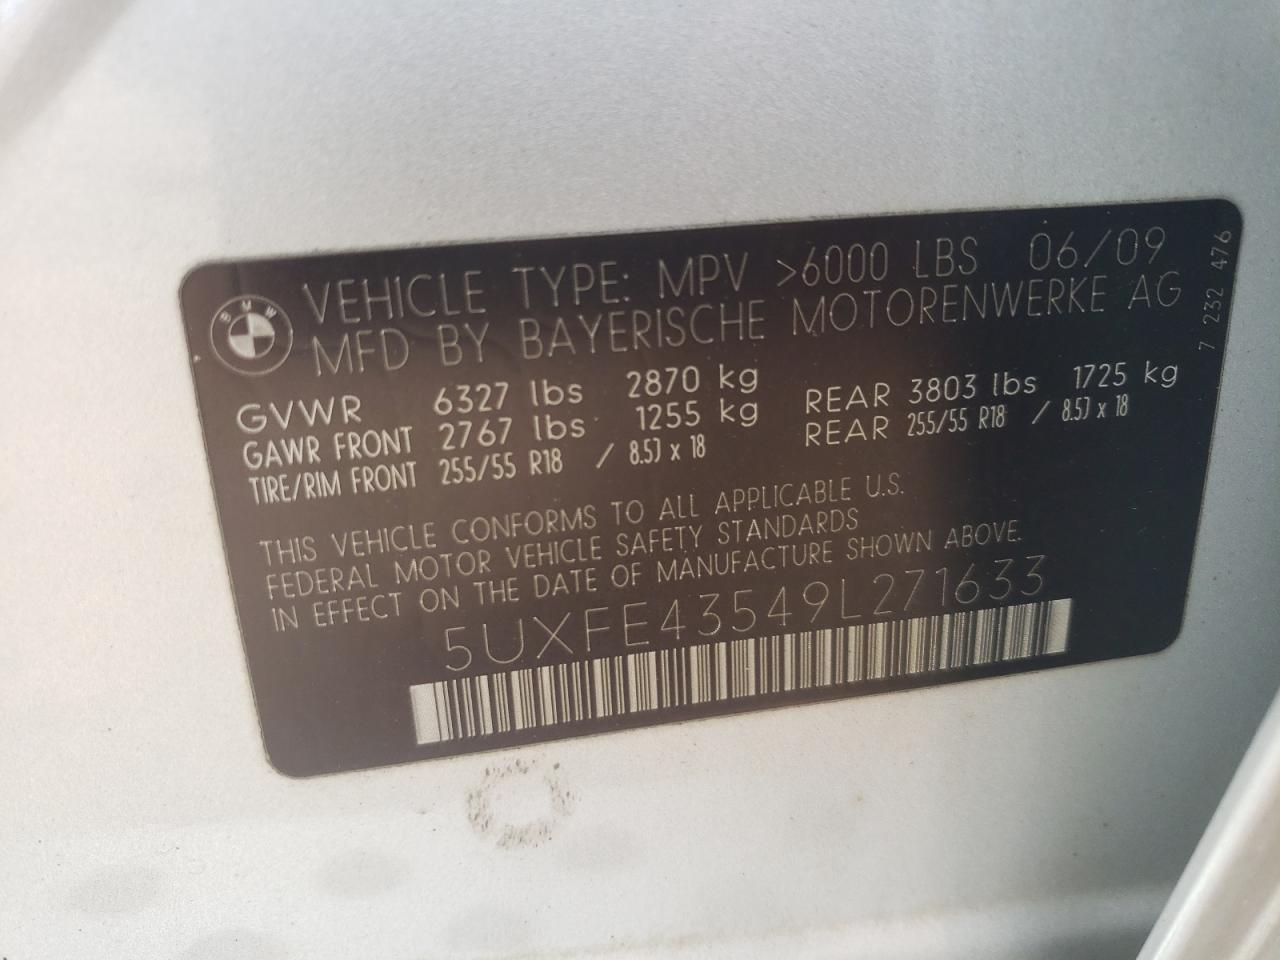 BMW
VEHICLE TYPE: MPV >6000 LBS 06/09
MFD BY BAYERISCHE MOTORENWERKE AG
GVWR 6327 lbs 2870 kg
GAWR FRONT 2767 lbs 1255 kg REAR 3803 lbs 1725 kg
TIRE/RIM FRONT 255/55 R18 / 8.5J x 18 REAR 255/55 R18 / 8.5J x 18
THIS VEHICLE CONFORMS TO ALL APPLICABLE U.S.
FEDERAL MOTOR VEHICLE SAFETY STANDARDS
IN EFFECT ON THE DATE OF MANUFACTURE SHOWN ABOVE.
5UXFE43549L271633
7 232 476